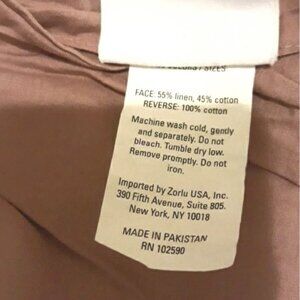 COLORS / SIZES
FACE: 55% linen, 45% cotton
REVERSE: 100% cotton
Machine wash cold, gently
and separately. Do not
bleach. Tumble dry low.
Remove promptly. Do not
iron.
Imported by Zorlu USA, Inc.
390 Fifth Avenue, Suite 805.
New York, NY 10018
MADE IN PAKISTAN
RN 102590